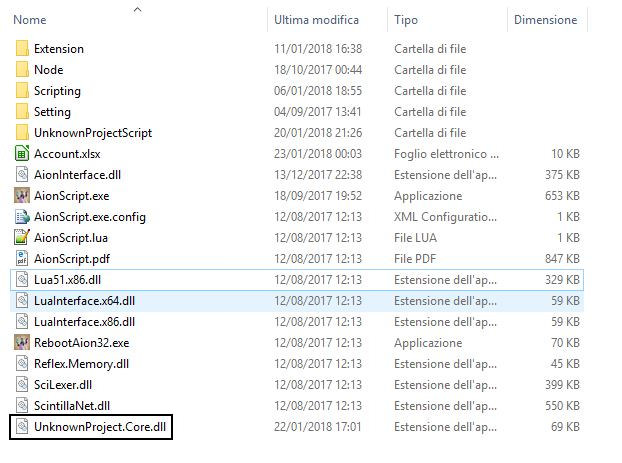 Nome Ultima modifica Tipo Dimensione
Extension 11/01/2018 16:38 Cartella di file
Node 18/10/2017 00:44 Cartella di file
Scripting 06/01/2018 18:55 Cartella di file
Setting 04/09/2017 13:41 Cartella di file
UnknownProjectScript 20/01/2018 21:26 Cartella di file
Account.xlsx 23/01/2018 00:03 Foglio elettronico ... 10 KB
AionInterface.dll 13/12/2017 22:38 Estensione dell'ap... 375 KB
AionScript.exe 18/09/2017 19:52 Applicazione 653 KB
AionScript.exe.config 12/08/2017 12:13 XML Configuratio... 1 KB
AionScript.lua 12/08/2017 12:13 File LUA 1 KB
AionScript.pdf 12/08/2017 12:13 File PDF 847 KB
Lua51.x86.dll 12/08/2017 12:13 Estensione dell'ap... 329 KB
LuaInterface.x64.dll 12/08/2017 12:13 Estensione dell'ap... 59 KB
LuaInterface.x86.dll 12/08/2017 12:13 Estensione dell'ap... 59 KB
RebootAion32.exe 12/08/2017 12:13 Applicazione 70 KB
Reflex.Memory.dll 12/08/2017 12:13 Estensione dell'ap... 45 KB
SciLexer.dll 12/08/2017 12:13 Estensione dell'ap... 399 KB
ScintillaNet.dll 12/08/2017 12:13 Estensione dell'ap... 550 KB
UnknownProject.Core.dll 22/01/2018 17:01 Estensione dell'ap... 69 KB